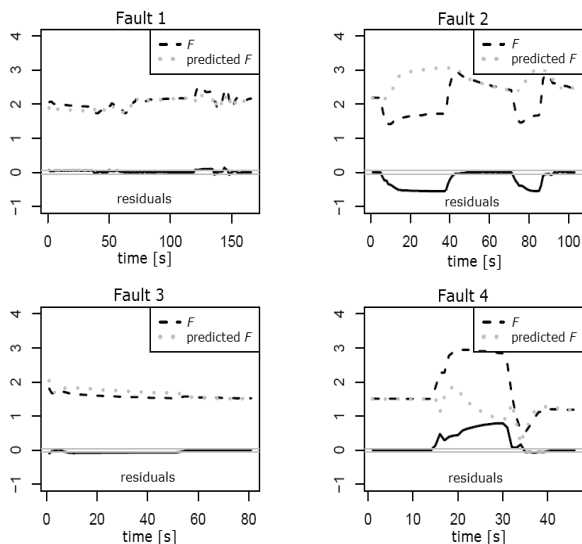 Fault 1
F
predicted F
−1 0 1 2 3 4
residuals
0 50 100 150
time [s]
Fault 2
F
predicted F
−1 0 1 2 3 4
residuals
0 20 40 60 80 100
time [s]
Fault 3
F
predicted F
−1 0 1 2 3 4
residuals
0 20 40 60 80
time [s]
Fault 4
F
predicted F
−1 0 1 2 3 4
residuals
0 10 20 30 40
time [s]